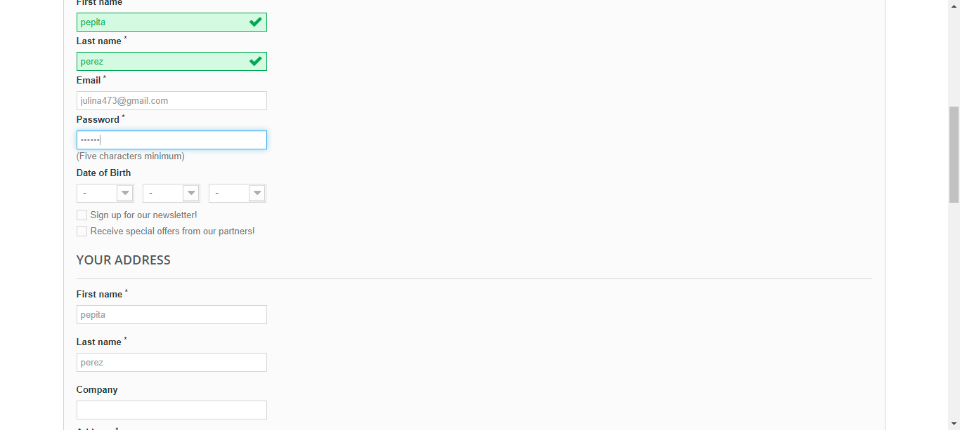 First name
pepita
Last name *
perez
Email *
julina473@gmail.com
Password *
------
(Five characters minimum)
Date of Birth
- - -
Sign up for our newsletter!
Receive special offers from our partners!
YOUR ADDRESS
First name *
pepita
Last name *
perez
Company